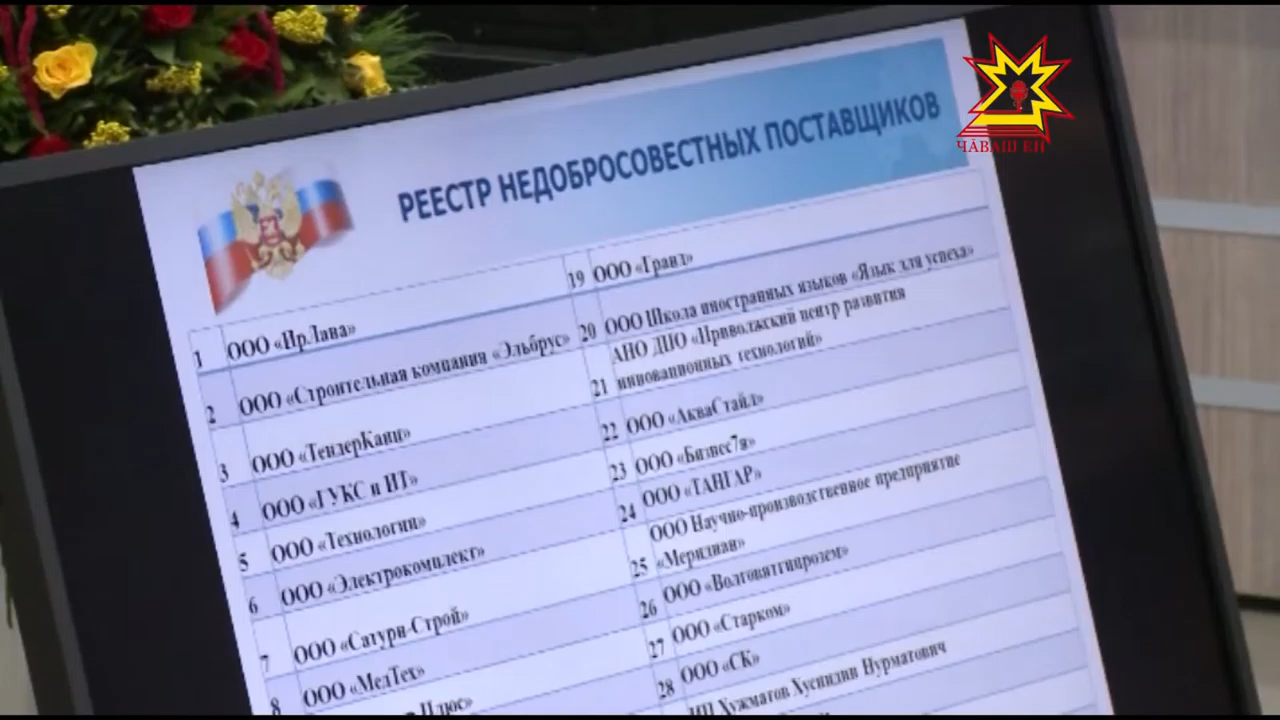 ЧӐВАШ ЕН
РЕЕСТР НЕДОБРОСОВЕСТНЫХ ПОСТАВЩИКОВ
1 ООО «ИрЛана»
2 ООО «Строительная компания «Эльбрус»
3 ООО «ТендерКанц»
4 ООО «ГУКС и ИТ»
5 ООО «Технологии»
6 ООО «Электрокомплект»
7 ООО «Сатурн-Строй»
8 ООО «МедТех»
Плюс»
19 ООО «Гранд»
20 ООО Школа иностранных языков «Язык для успеха»
21 АНО ДПО «Приволжский центр развития
инновационных технологий»
22 ООО «АкваСтайл»
23 ООО «Бизнес7я»
24 ООО «ТАНГАР»
25 ООО Научно-производственное предприятие
«Меридиан»
26 ООО «Волговятгипрозем»
27 ООО «Старком»
28 ООО «СК»
ИП Хужматов Хуснидин Нурматович